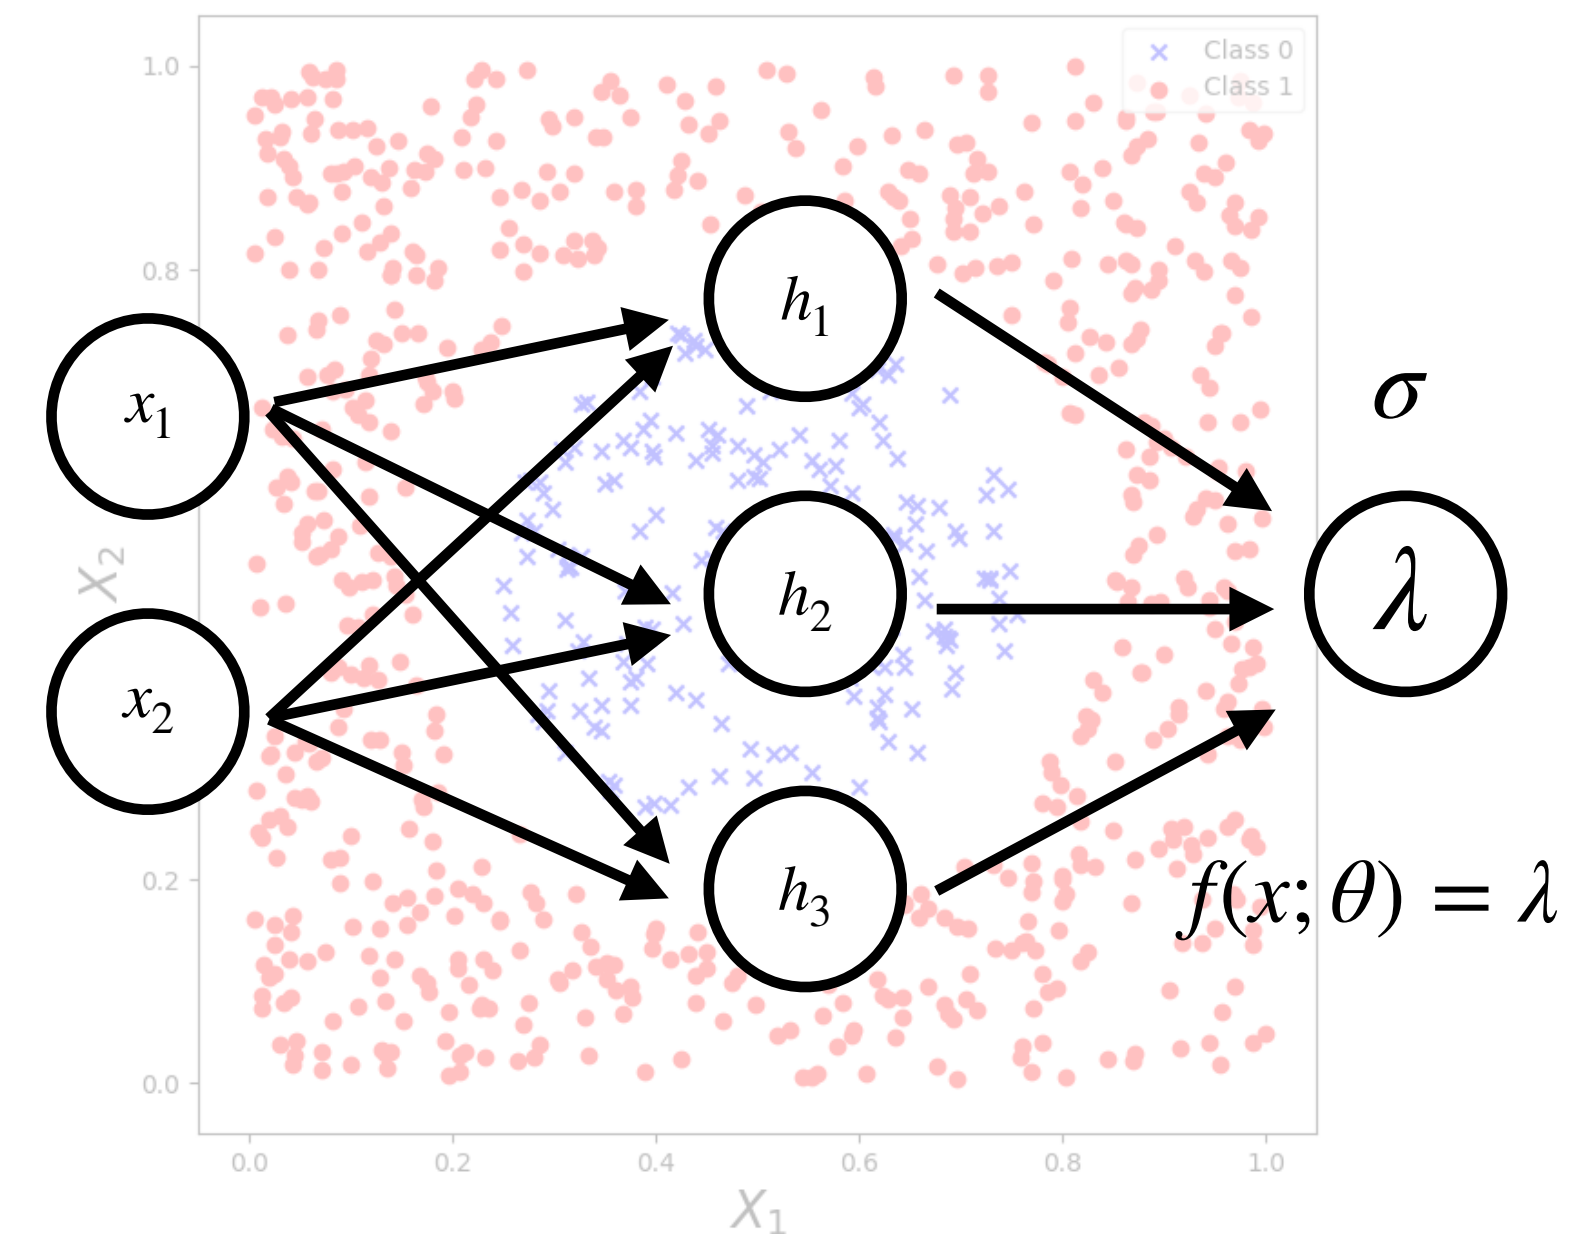 Class 0
Class 1
1.0
0.8
0.2
0.0
0.0 0.2 0.4 0.6 0.8 1.0
X₁
X₂
x₁
x₂
h₁
h₂
h₃
σ
λ
f(x; θ) = λ